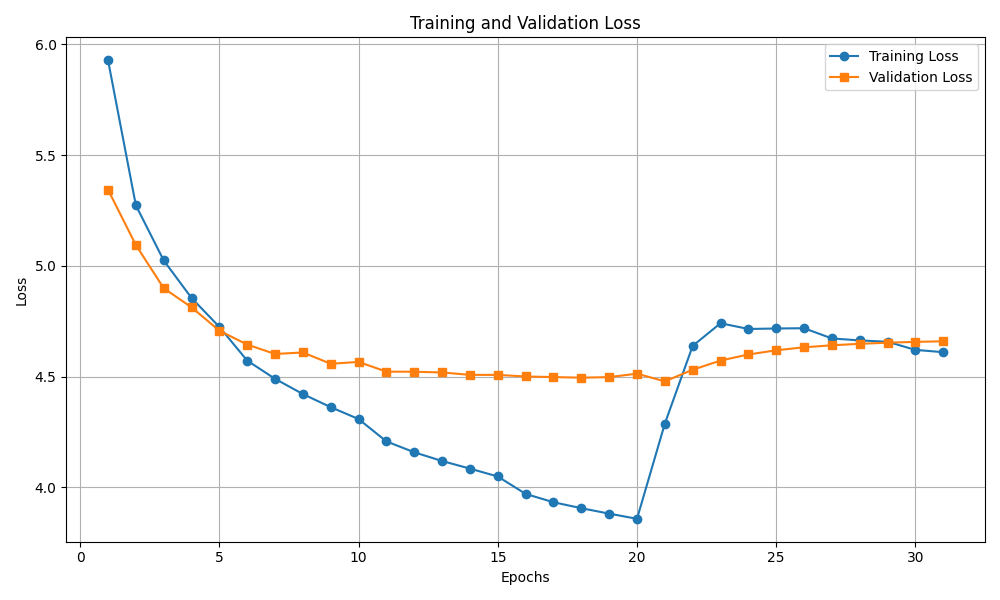 Training and Validation Loss
6.0
5.5
5.0
4.5
4.0
Loss
Training Loss
Validation Loss
0 5 10 15 20 25 30
Epochs